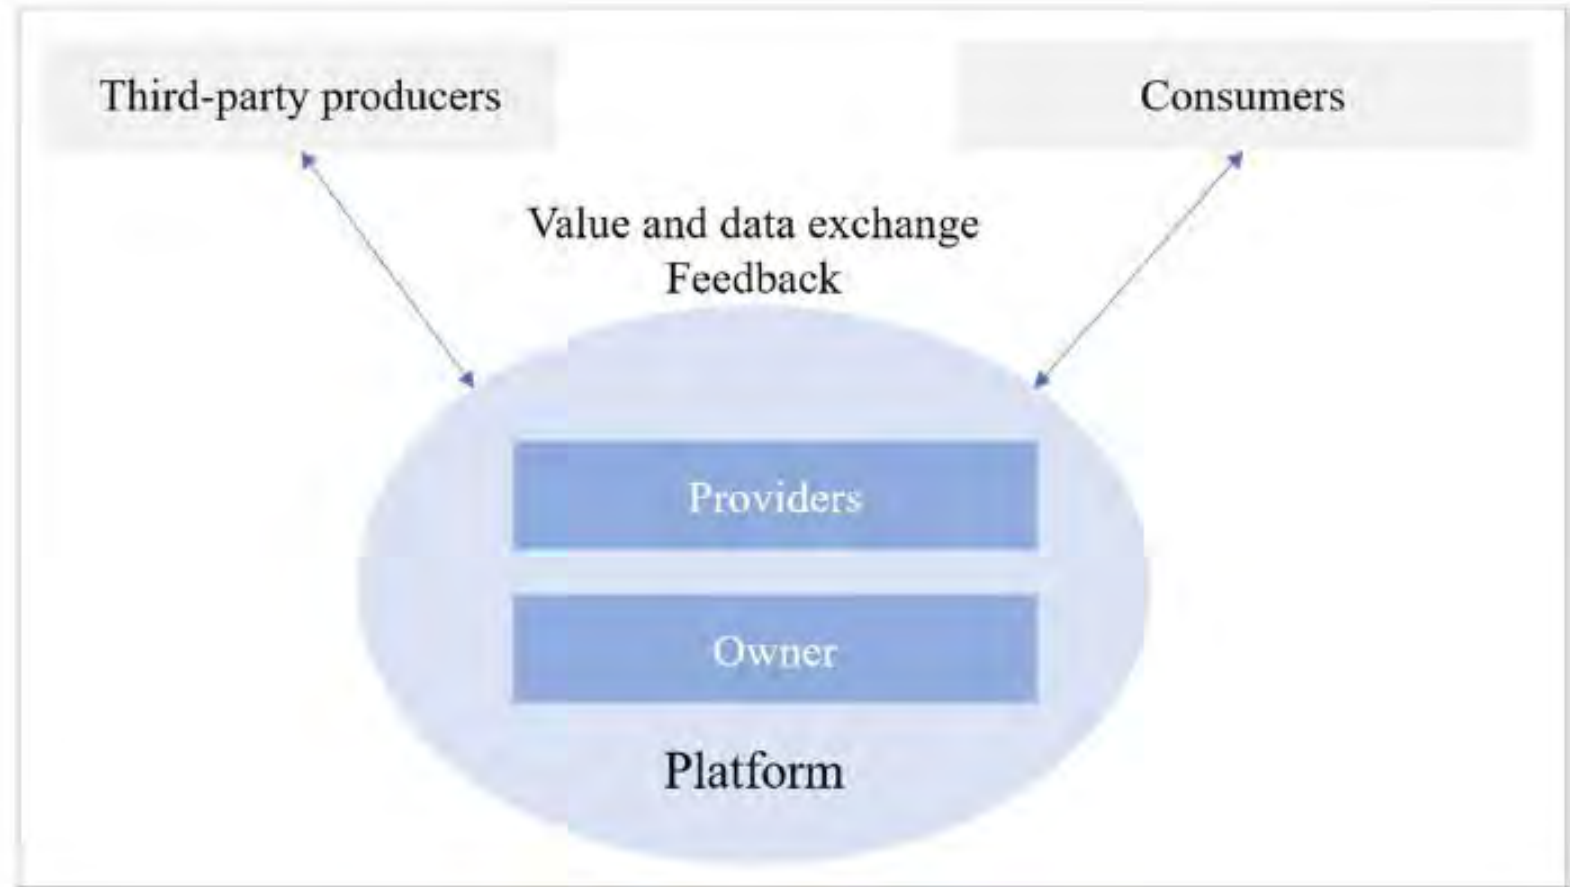 Third-party producers
Consumers
Value and data exchange
Feedback
Providers
Owner
Platform